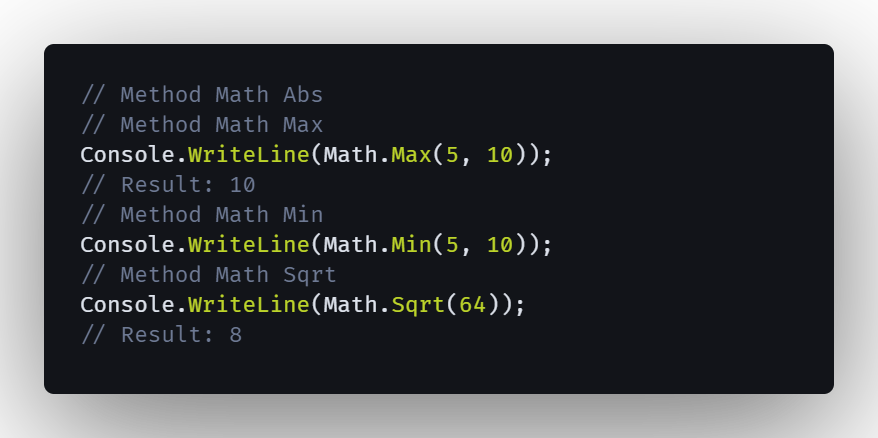 // Method Math Abs
// Method Math Max
Console.WriteLine(Math.Max(5, 10));
// Result: 10
// Method Math Min
Console.WriteLine(Math.Min(5, 10));
// Method Math Sqrt
Console.WriteLine(Math.Sqrt(64));
// Result: 8